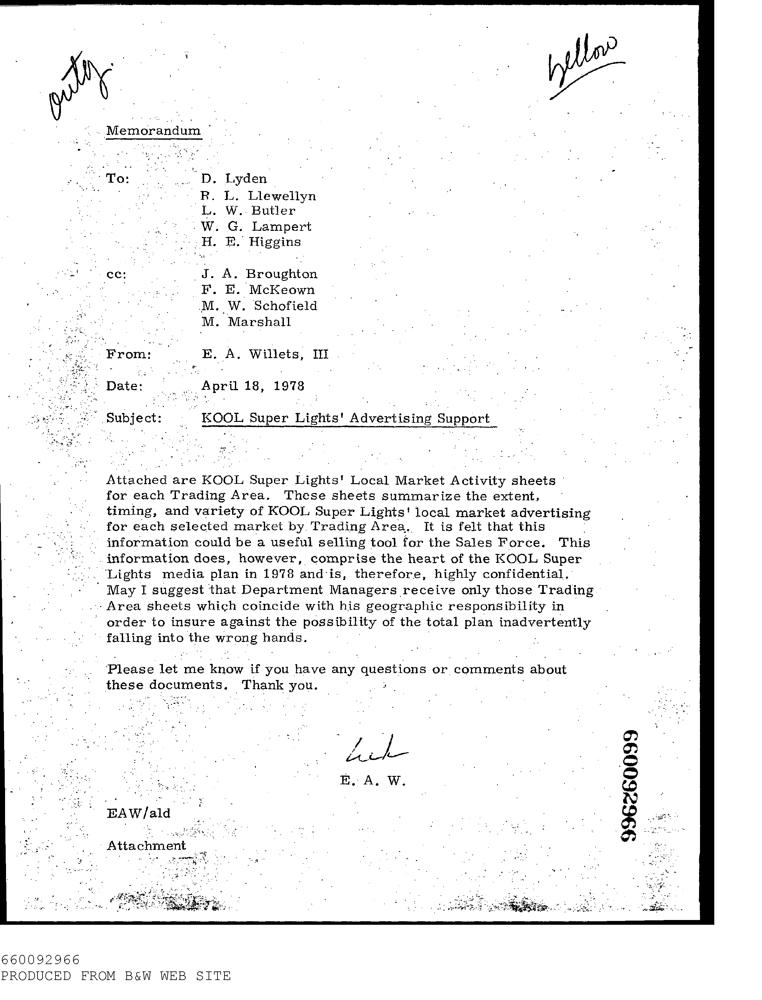 yellow
Memorandum
To: D. Lyden
R. L. Llewellyn
L. W. Butler
W. G. Lampert
H. E. Higgins
cc: J. A. Broughton
F. E. McKeown
M. W. Schofield
M. Marshall
From: E. A. Willets, III
Date: April 18, 1978
Subject: KOOL Super Lights' Advertising Support
Attached are KOOL Super Lights' Local Market Activity sheets
for each Trading Area. These sheets summarize the extent,
timing, and variety of KOOL Super Lights' local market advertising
for each selected market by Trading Area. It is felt that this
information could be a useful selling tool for the Sales Force. This
information does, however, comprise the heart of the KOOL Super
Lights media plan in 1978 and is, therefore, highly confidential.
May I suggest that Department Managers receive only those Trading
Area sheets which coincide with his geographic responsibility in
order to insure against the possibility of the total plan inadvertently
falling into the wrong hands.
Please let me know if you have any questions or comments about
these documents. Thank you.
E. A. W.
EAW/ald
Attachment
660092966
660092966
PRODUCED FROM B&W WEB SITE